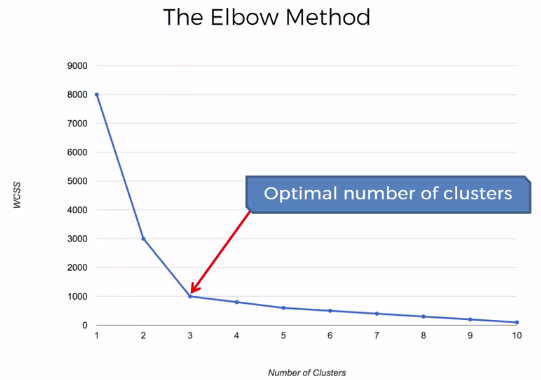 The Elbow Method
9000
8000
7000
6000
5000
4000
3000
2000
1000
0
WCSS
Optimal number of clusters
1 2 3 4 5 6 7 8 9 10
Number of Clusters